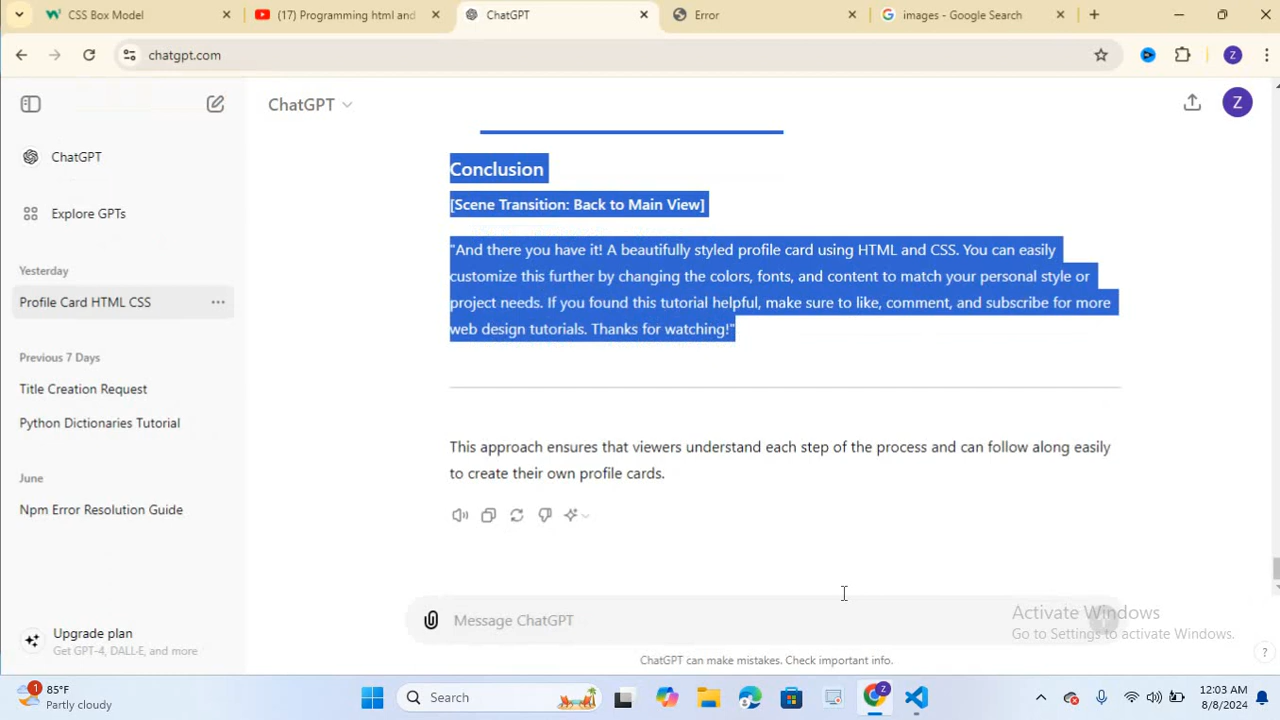 CSS Box Model
(17) Programming html and
ChatGPT
Error
images - Google Search
chatgpt.com
Z
ChatGPT
Z
ChatGPT
Explore GPTs
Yesterday
Profile Card HTML CSS
Previous 7 Days
Title Creation Request
Python Dictionaries Tutorial
June
Npm Error Resolution Guide
Upgrade plan
Get GPT-4, DALL-E, and more
Conclusion
[Scene Transition: Back to Main View]
"And there you have it! A beautifully styled profile card using HTML and CSS. You can easily
customize this further by changing the colors, fonts, and content to match your personal style or
project needs. If you found this tutorial helpful, make sure to like, comment, and subscribe for more
web design tutorials. Thanks for watching!"
This approach ensures that viewers understand each step of the process and can follow along easily
to create their own profile cards.
Message ChatGPT
Activate Windows
Go to Settings to activate Windows.
ChatGPT can make mistakes. Check important info.
?
1
85°F
Partly cloudy
Search
Z
12:03 AM
8/8/2024